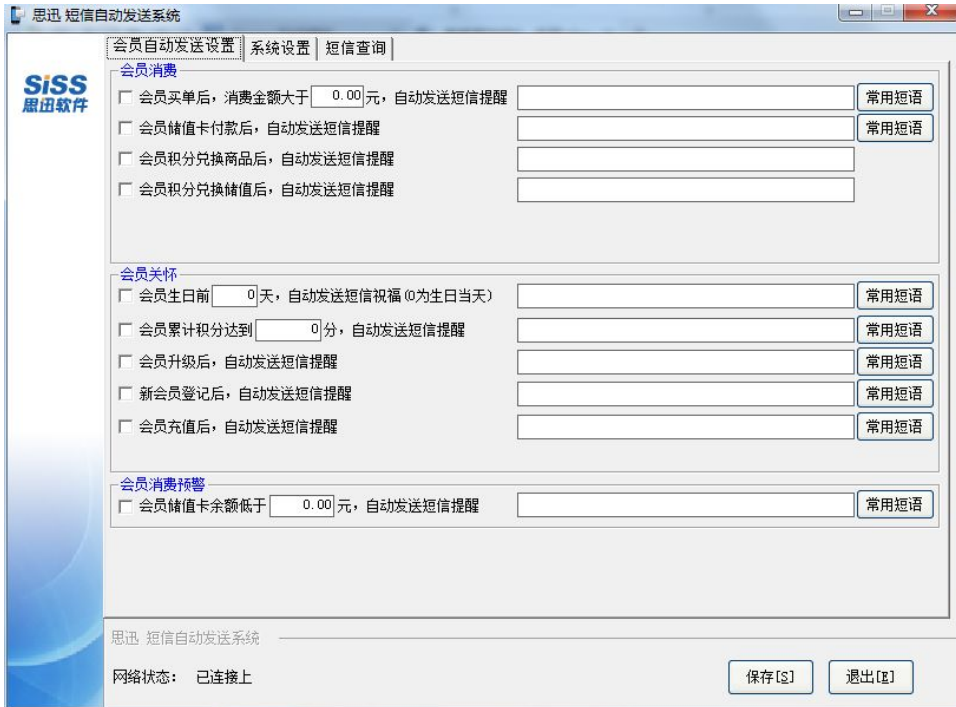 思迅 短信自动发送系统
会员自动发送设置 系统设置 短信查询
SiSS
思迅软件
会员消费
会员买单后，消费金额大于 0.00 元，自动发送短信提醒 常用短语
会员储值卡付款后，自动发送短信提醒 常用短语
会员积分兑换商品后，自动发送短信提醒
会员积分兑换储值后，自动发送短信提醒
会员关怀
会员生日前 0 天，自动发送短信祝福(0为生日当天) 常用短语
会员累计积分达到 0 分，自动发送短信提醒 常用短语
会员升级后，自动发送短信提醒 常用短语
新会员登记后，自动发送短信提醒 常用短语
会员充值后，自动发送短信提醒 常用短语
会员消费预警
会员储值卡余额低于 0.00 元，自动发送短信提醒 常用短语
思迅 短信自动发送系统
网络状态： 已连接上 保存[S] 退出[E]